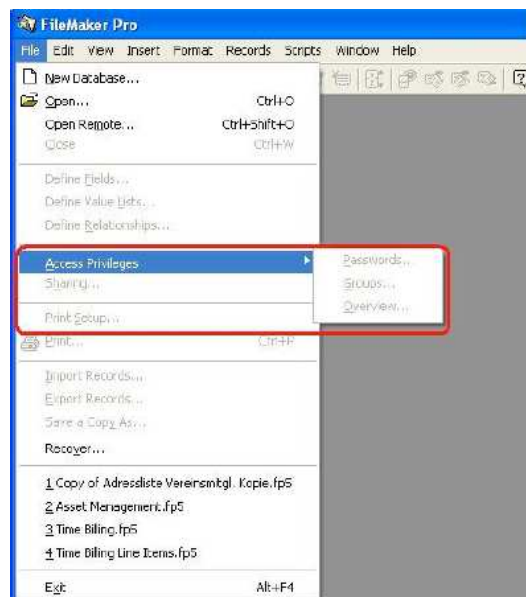 FileMaker Pro
File Edit View Insert Format Records Scripts Window Help
New Database...
Open... Ctrl+O
Open Remote... Ctrl+Shift+O
Close Ctrl+W
Define Fields...
Define Value Lists...
Define Relationships...
Access Privileges
Passwords...
Sharing...
Groups...
Overview...
Print Setup...
Print... Ctrl+P
Import Records...
Export Records...
Save a Copy As...
Recover...
1 Copy of Adressliste Vereinsmtgl. Kopie.fp5
2 Asset Management.fp5
3 Time Biling.fp5
4 Time Billing Line Items.fp5
Exit Alt+F4